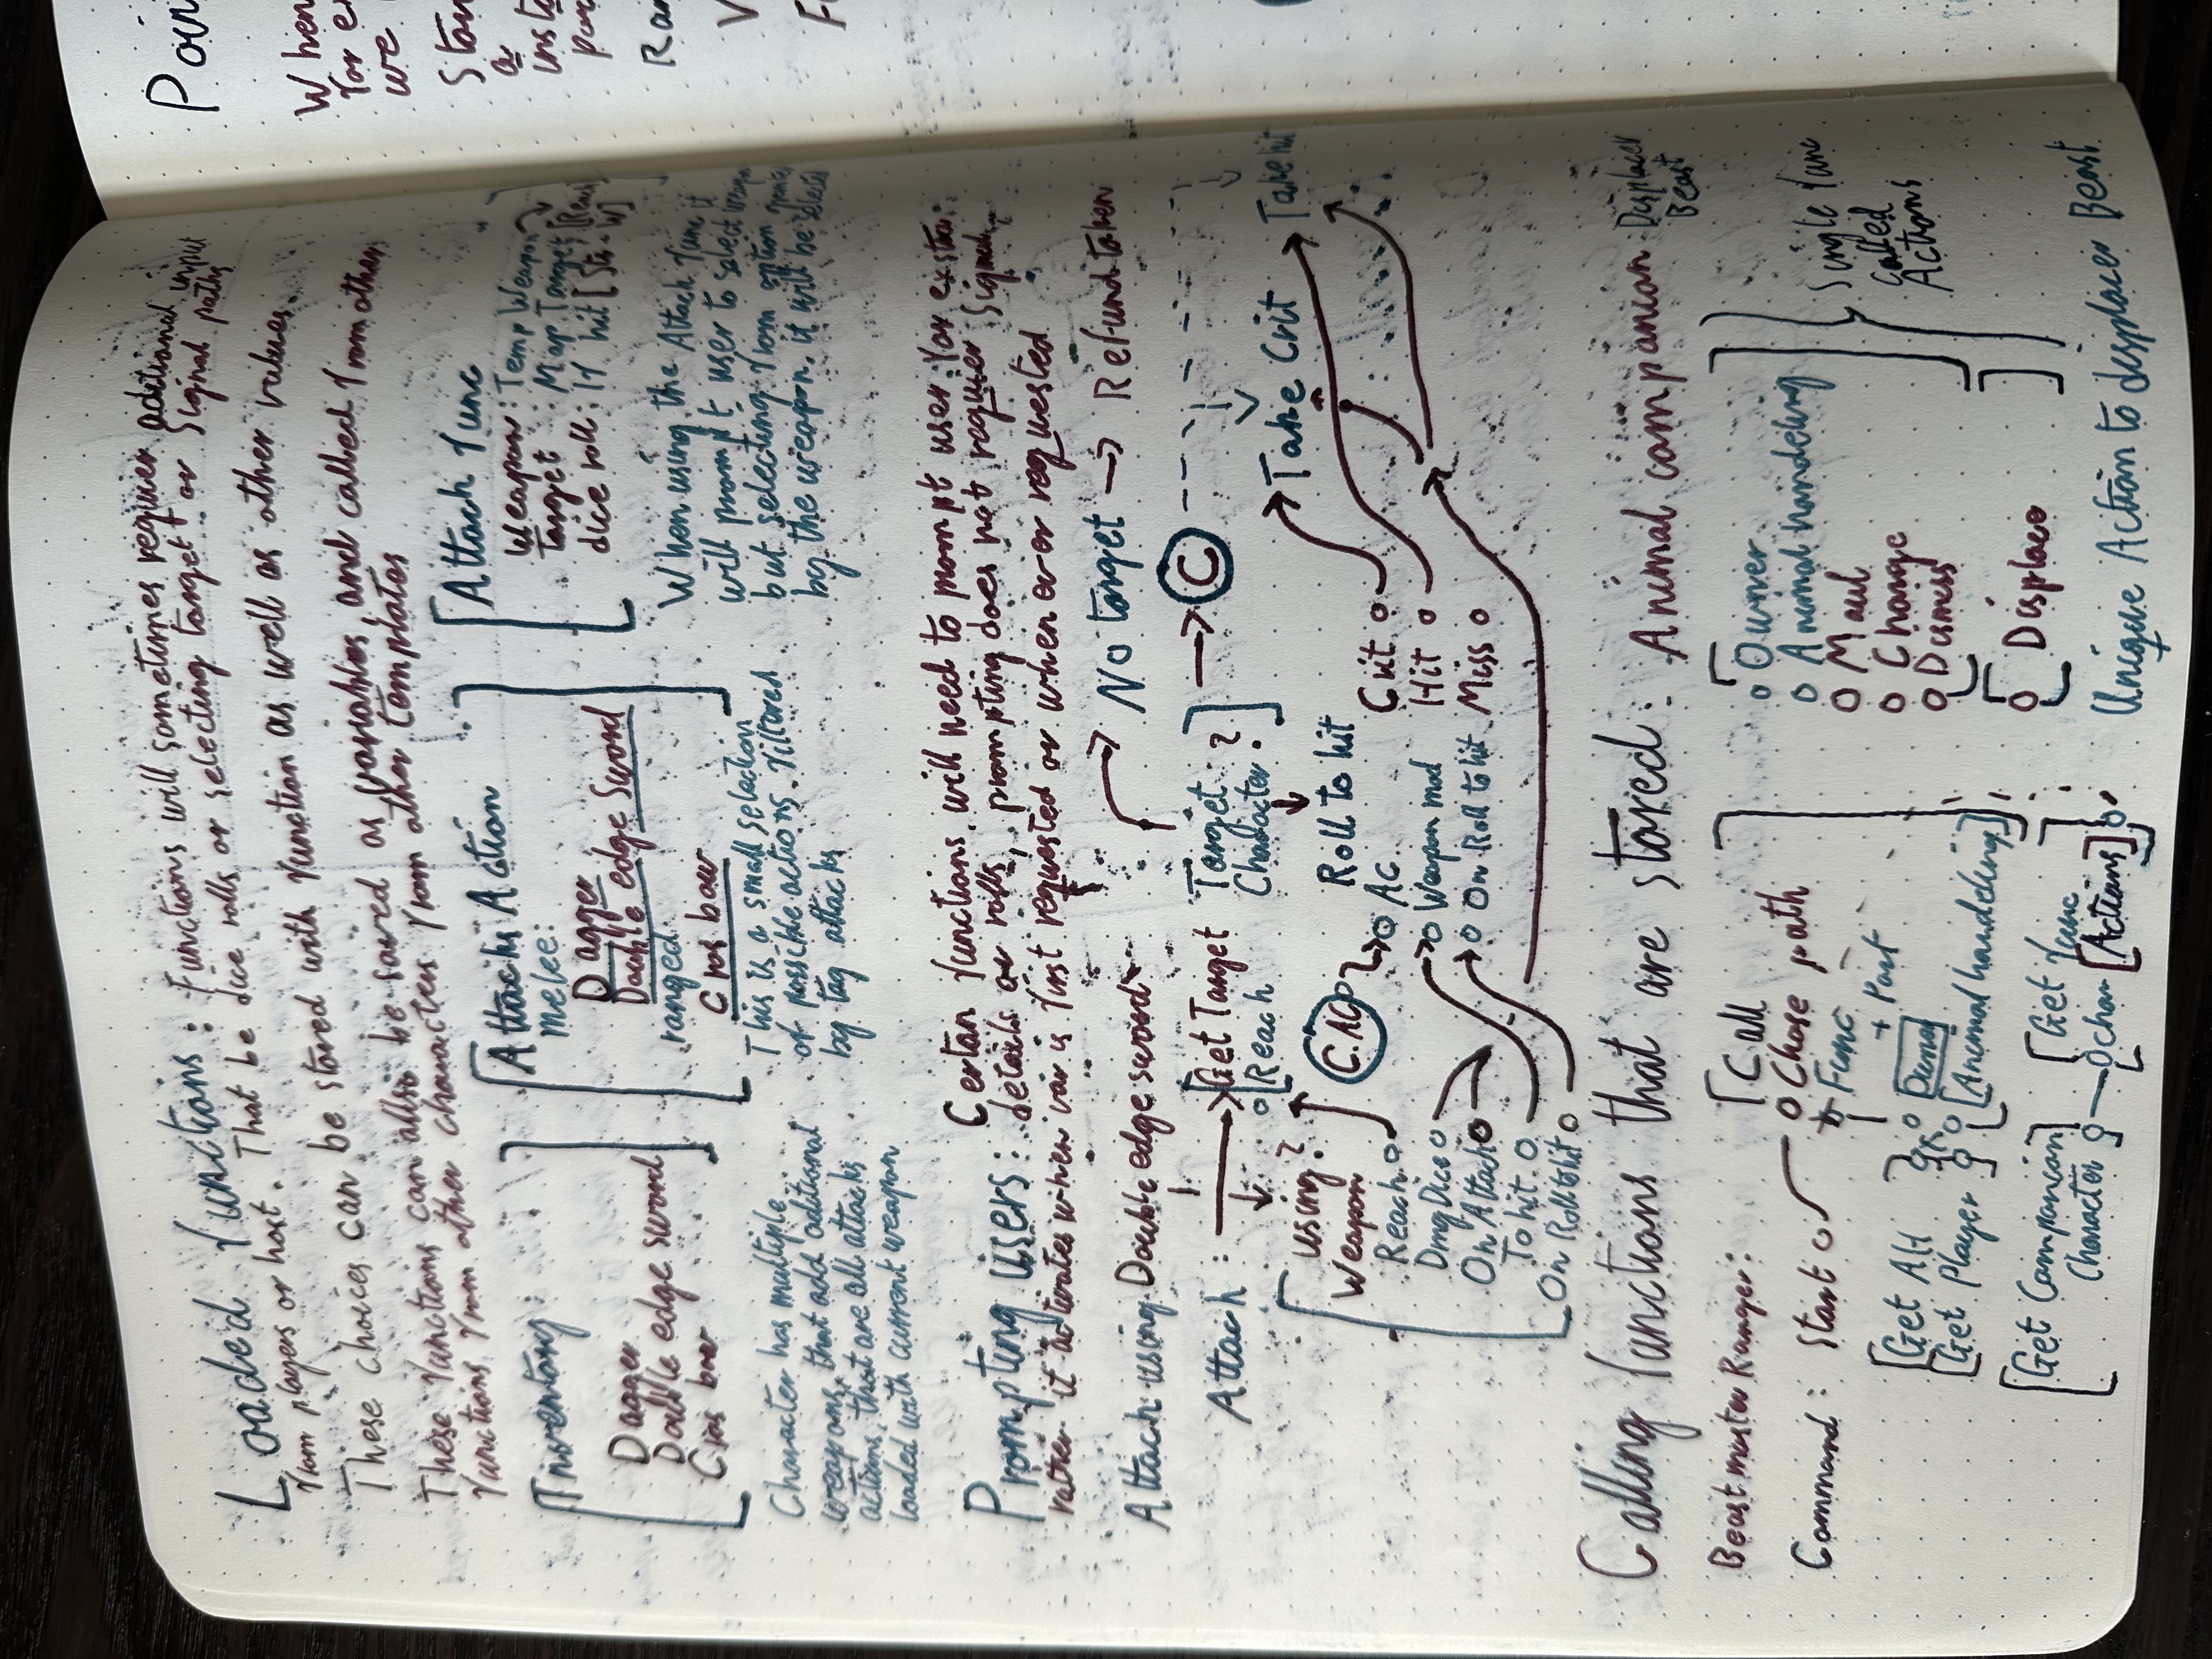 Loaded functions: Functions will sometimes requier aditional input
from players or host. That be dice rolls or selecting target or Signal paths
These choices can be stored with function as well as other values.
These functions can allso be saved as variables, and called from other
functions from other characters from other templates
[Inventory:
Dagger
Double edge sword
Cros bow
Character has multiple
weapons, that add aditional
actions, that are all attacks
loaded with current weapon
[Attacks Action
melee:
Dagger
Double edge Sword
ranged:
Cros bow
This is a small selection
of possible actions. filtered
by tag attacks
[Attack func
Weapon: Temp Weapon
Target : Map Target [Reach]
dice roll: If hit [Str + W]
When using the Attack func it
will prompt user to select weapon
but selecting from option
by the weapon, it will be selected
Prompting users: Certan functions will need to prompt user for exstra
details or rolls, prompting does not requier Signal,
rather it activates when var is first requested or when ever requested
Attack using Double edge sword
No target → Refund token
Attack : → [Get Target Target ?]
Reach Character
→ C
using?
Weapon
Reach
Dmg Dice
On Attack
To hit
On Roll to hit
C.AC
Roll to hit
AC
Weapon mod
On Roll to hit
Crit
Hit
Miss
Take Crit
Take hit
Calling functions that are stored: Animal companion Displacer
Beast
Beast master Ranger:
Command: Start
[Call
Chose path
Func
+ Port
Owner
[Animal handeling]
[Get AH]
[Get Player]
[Get Companion]
Character
[Get func
char [Actions]
Owner
Animal handeling
Maul
Charge
Dismiss
Displace
Single func
called
Actions
Unique Action to displacer Beast
Poin
When
for ex
we
Stor
a
inst
par
Ran
V
F